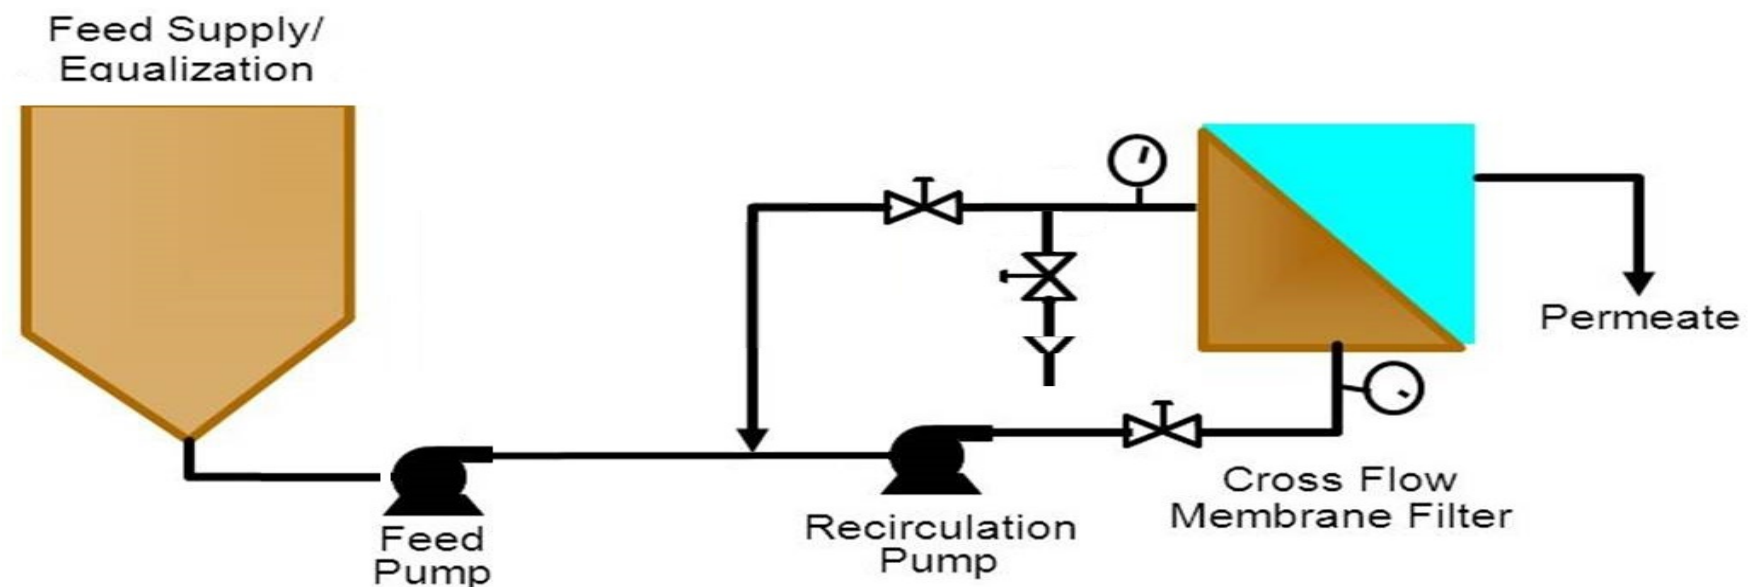 Feed Supply/
Equalization
Permeate
Cross Flow
Membrane Filter
Recirculation
Pump
Feed
Pump